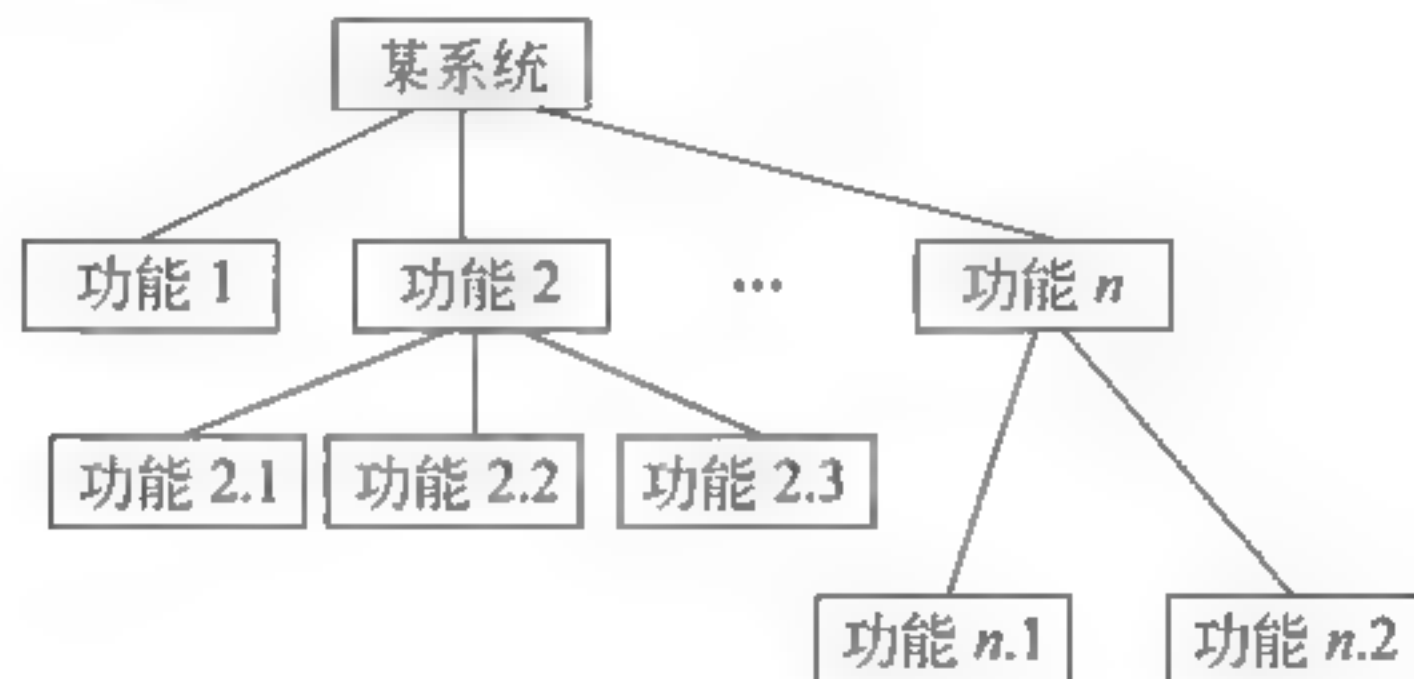 某系统
功能 1
功能 2
...
功能 n
功能 2.1
功能 2.2
功能 2.3
功能 n.1
功能 n.2